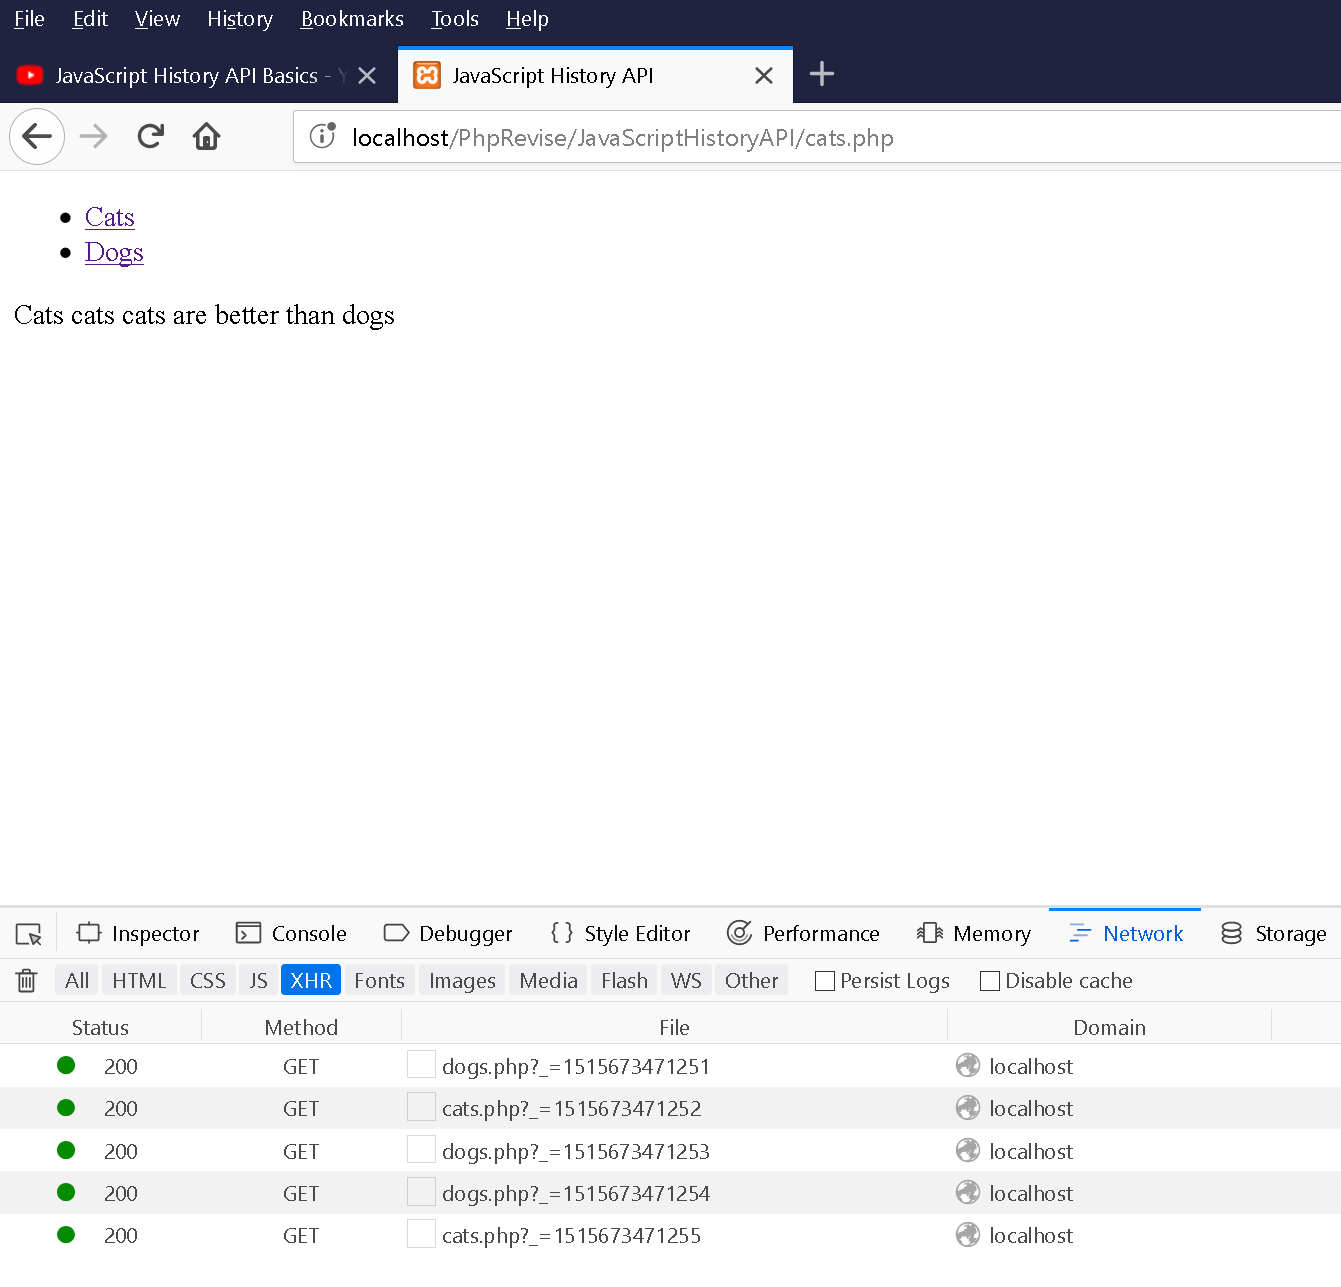 File Edit View History Bookmarks Tools Help
JavaScript History API Basics - Y JavaScript History API
localhost/PhpRevise/JavaScriptHistoryAPI/cats.php
Cats
Dogs
Cats cats cats are better than dogs
Inspector Console Debugger Style Editor Performance Memory Network Storage
All HTML CSS JS XHR Fonts Images Media Flash WS Other Persist Logs Disable cache
Status Method File Domain
200 GET dogs.php?_=1515673471251 localhost
200 GET cats.php?_=1515673471252 localhost
200 GET dogs.php?_=1515673471253 localhost
200 GET dogs.php?_=1515673471254 localhost
200 GET cats.php?_=1515673471255 localhost